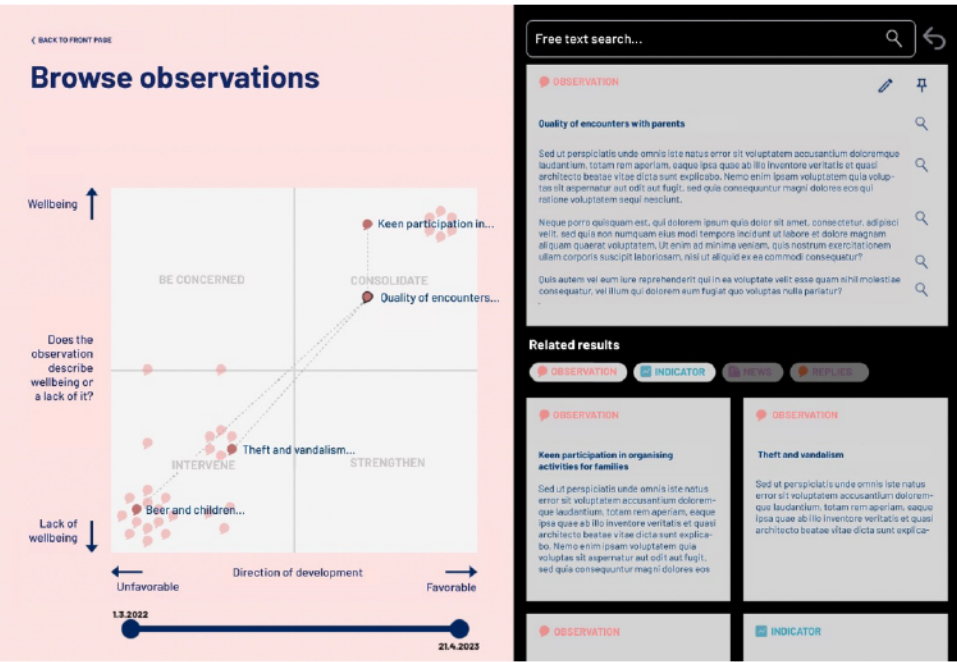 < BACK TO FRONT PAGE
Browse observations
Wellbeing
BE CONCERNED
CONSOLIDATE
Keen participation in...
Quality of encounters...
Does the
observation
describe
wellbeing or
a lack of it?
Theft and vandalism...
INTERVENE
STRENGTHEN
Beer and children...
Lack of
wellbeing
Direction of development
Unfavorable
Favorable
1.3.2022
21.4.2023
Free text search...
OBSERVATION
Quality of encounters with parents
Sed ut perspiciatis unde omnis iste natus error sit voluptatem accusantium doloremque
laudantium, totam rem aperiam, eaque ipsa quae ab illo inventore veritatis et quasi
architecto beatae vitae dicta sunt explicabo. Nemo enim ipsam voluptatem quia volup-
tas sit aspernatur aut odit aut fugit, sed quia consequuntur magni dolores eos qui
ratione voluptatem sequi nesciunt.
Neque porro quisquam est, qui dolorem ipsum quia dolor sit amet, consectetur, adipisci
velit, sed quia non numquam eius modi tempora incidunt ut labore et dolore magnam
aliquam quaerat voluptatem. Ut enim ad minima veniam, quis nostrum exercitationem
ullam corporis suscipit laboriosam, nisi ut aliquid ex ea commodi consequatur?
Quis autem vel eum iure reprehenderit qui in ea voluptate velit esse quam nihil molestiae
consequatur, vel illum qui dolorem eum fugiat quo voluptas nulla pariatur?
Related results
OBSERVATION
INDICATOR
NEWS
REPLIES
OBSERVATION
Keen participation in organising
activities for families
Sed ut perspiciatis unde omnis iste natus
error sit voluptatem accusantium dolorem-
que laudantium, totam rem aperiam, eaque
ipsa quae ab illo inventore veritatis et quasi
architecto beatae vitae dicta sunt explica-
bo. Nemo enim ipsam voluptatem quia
voluptas sit aspernatur aut odit aut fugit,
sed quia consequuntur magni dolores eos
OBSERVATION
Theft and vandalism
Sed ut perspiciatis unde omnis iste natus
error sit voluptatem accusantium dolorem-
que laudantium, totam rem aperiam, eaque
ipsa quae ab illo inventore veritatis et quasi
architecto beatae vitae dicta sunt explica-
OBSERVATION
INDICATOR